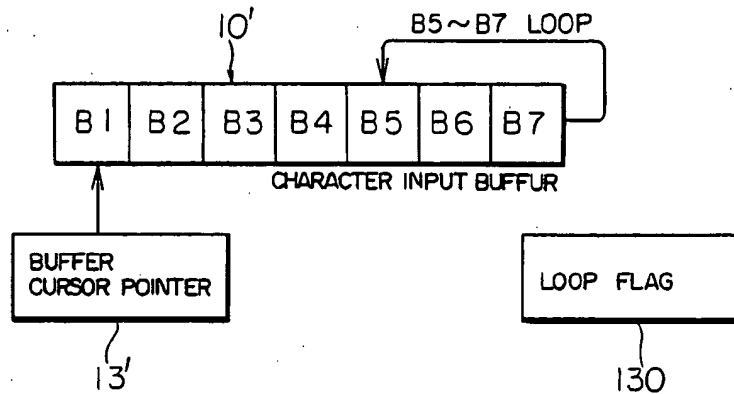 10'
B5~B7 LOOP
B1 B2 B3 B4 B5 B6 B7
CHARACTER INPUT BUFFUR
BUFFER
CURSOR POINTER
LOOP FLAG
13'
130